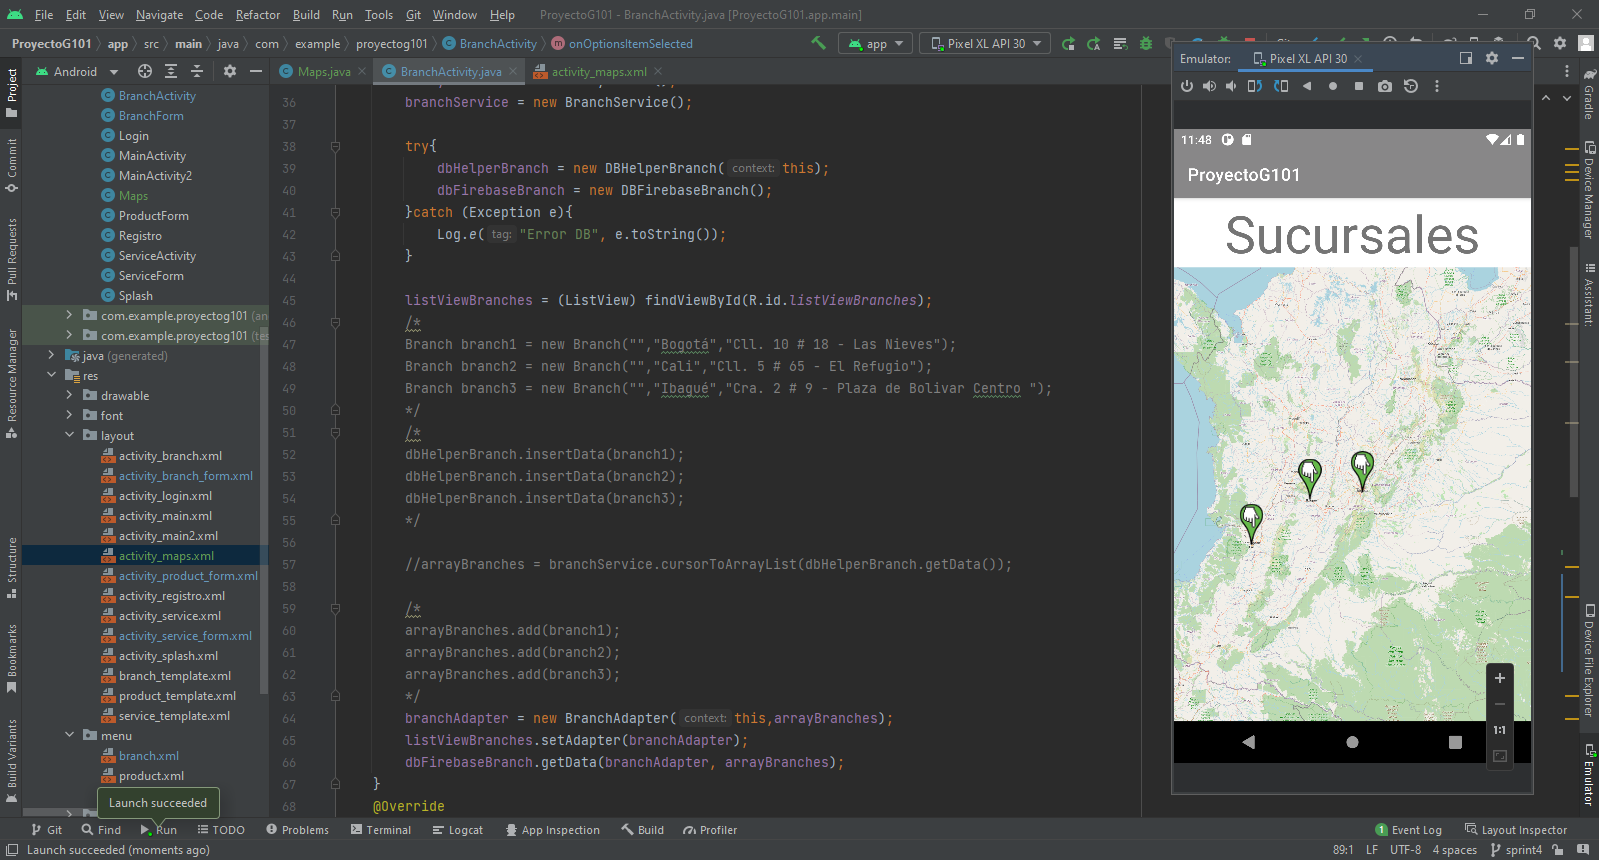 File Edit View Navigate Code Refactor Build Run Tools Git Window Help ProyectoG101 - BranchActivity.java [ProyectoG101.app.main]
ProyectoG101 app src main java com example proyectog101 BranchActivity onOptionsItemSelected app Pixel XL API 30
Android Maps.java BranchActivity.java activity_maps.xml
Project
Commit
Pull Requests
Resource Manager
Structure
Bookmarks
Build Variants
BranchActivity
BranchForm
Login
MainActivity
MainActivity2
Maps
ProductForm
Registro
ServiceActivity
ServiceForm
Splash
com.example.proyectog101 (an
com.example.proyectog101 (te
java (generated)
res
drawable
font
layout
activity_branch.xml
activity_branch_form.xml
activity_login.xml
activity_main.xml
activity_main2.xml
activity_maps.xml
activity_product_form.xml
activity_registro.xml
activity_service.xml
activity_service_form.xml
activity_splash.xml
branch_template.xml
product_template.xml
service_template.xml
menu
branch.xml
product.xml
Launch succeeded
36 branchService = new BranchService();
37
38 try{
39 dbHelperBranch = new DBHelperBranch( context: this);
40 dbFirebaseBranch = new DBFirebaseBranch();
41 }catch (Exception e){
42 Log.e( tag: "Error DB", e.toString());
43 }
44
45 listViewBranches = (ListView) findViewById(R.id.listViewBranches);
46 /*
47 Branch branch1 = new Branch("","Bogotá","Cll. 10 # 18 - Las Nieves");
48 Branch branch2 = new Branch("","Cali","Cll. 5 # 65 - El Refugio");
49 Branch branch3 = new Branch("","Ibagué","Cra. 2 # 9 - Plaza de Bolivar Centro ");
50 */
51 /*
52 dbHelperBranch.insertData(branch1);
53 dbHelperBranch.insertData(branch2);
54 dbHelperBranch.insertData(branch3);
55 */
56
57 //arrayBranches = branchService.cursorToArrayList(dbHelperBranch.getData());
58
59 /*
60 arrayBranches.add(branch1);
61 arrayBranches.add(branch2);
62 arrayBranches.add(branch3);
63 */
64 branchAdapter = new BranchAdapter( context: this,arrayBranches);
65 listViewBranches.setAdapter(branchAdapter);
66 dbFirebaseBranch.getData(branchAdapter, arrayBranches);
67 }
68 @Override
Emulator: Pixel XL API 30
11:48
ProyectoG101
Sucursales
1:1
Gradle
Device Manager
Assistant:
Device File Explorer
Emulator
Git Find Run TODO Problems Terminal Logcat App Inspection Build Profiler 1 Event Log Layout Inspector
Launch succeeded (moments ago) 89:1 LF UTF-8 4 spaces sprint4